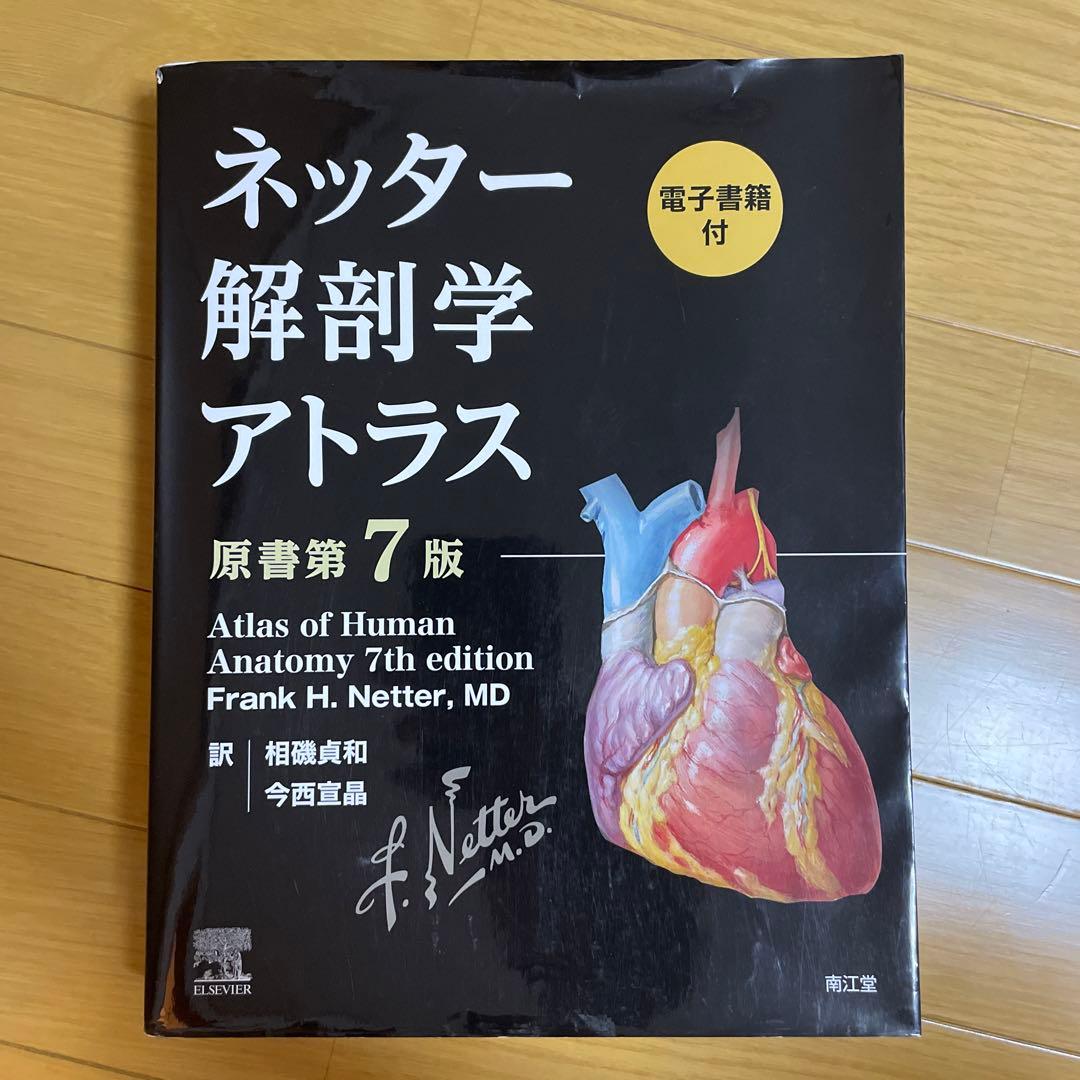 ネッター
解剖学
アトラス
電子書籍
付
原書第7版
Atlas of Human
Anatomy 7th edition
Frank H. Netter, MD
訳 相磯貞和
今西宣晶
F. Netter
M.D.
ELSEVIER
南江堂